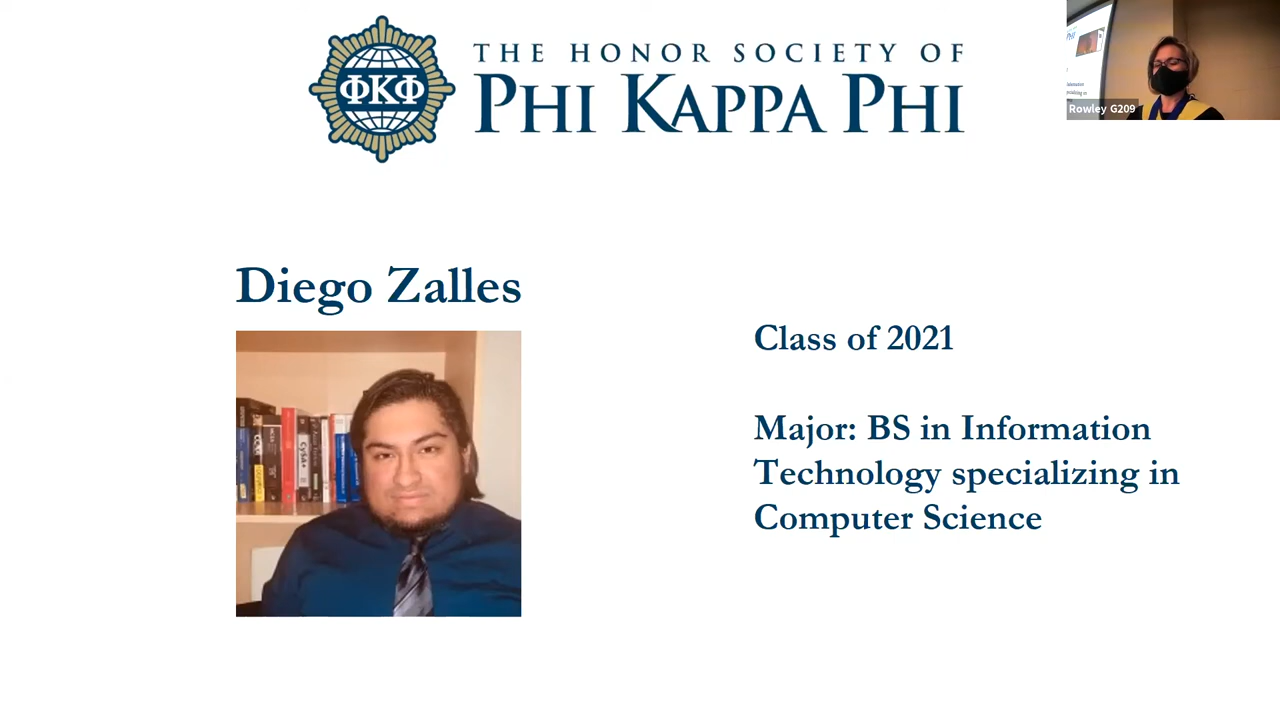 THE HONOR SOCIETY OF
PHI KAPPA PHI
ΦΚΦ
Rowley G209
Diego Zalles
Class of 2021
Major: BS in Information
Technology specializing in
Computer Science
CySA+